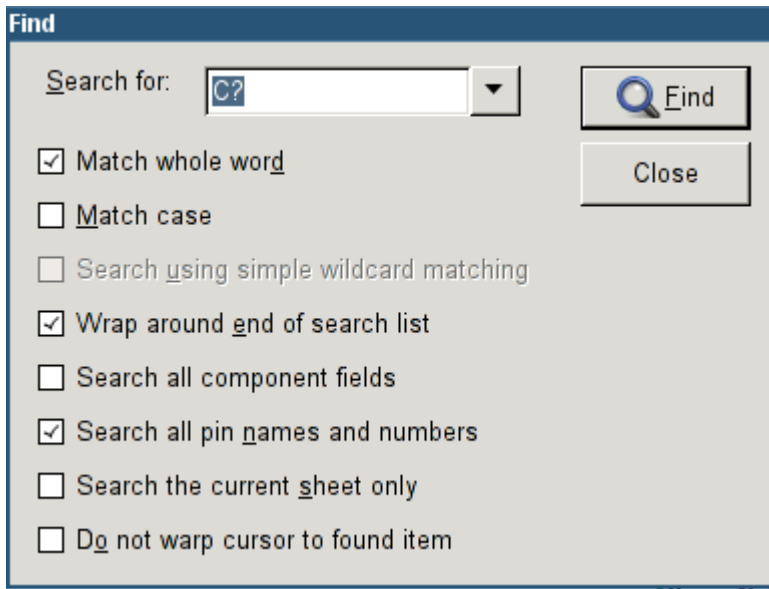 Find
Search for: C? Find
Match whole word Close
Match case
Search using simple wildcard matching
Wrap around end of search list
Search all component fields
Search all pin names and numbers
Search the current sheet only
Do not warp cursor to found item